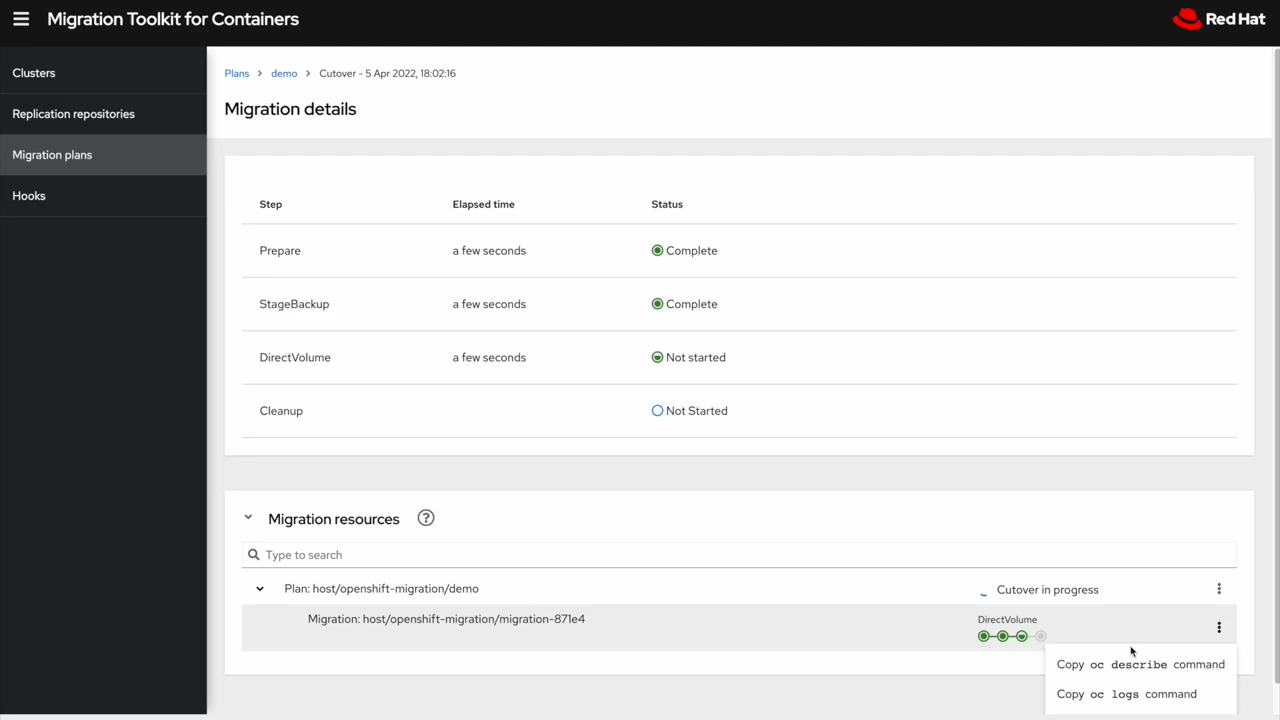 Migration Toolkit for Containers
Red Hat
Clusters
Replication repositories
Migration plans
Hooks
Plans > demo > Cutover - 5 Apr 2022, 18:02:16
Migration details
Step Elapsed time Status
Prepare a few seconds Complete
StageBackup a few seconds Complete
DirectVolume a few seconds Not started
Cleanup Not Started
Migration resources ?
Type to search
Plan: host/openshift-migration/demo Cutover in progress
Migration: host/openshift-migration/migration-871e4 DirectVolume
Copy oc describe command
Copy oc logs command